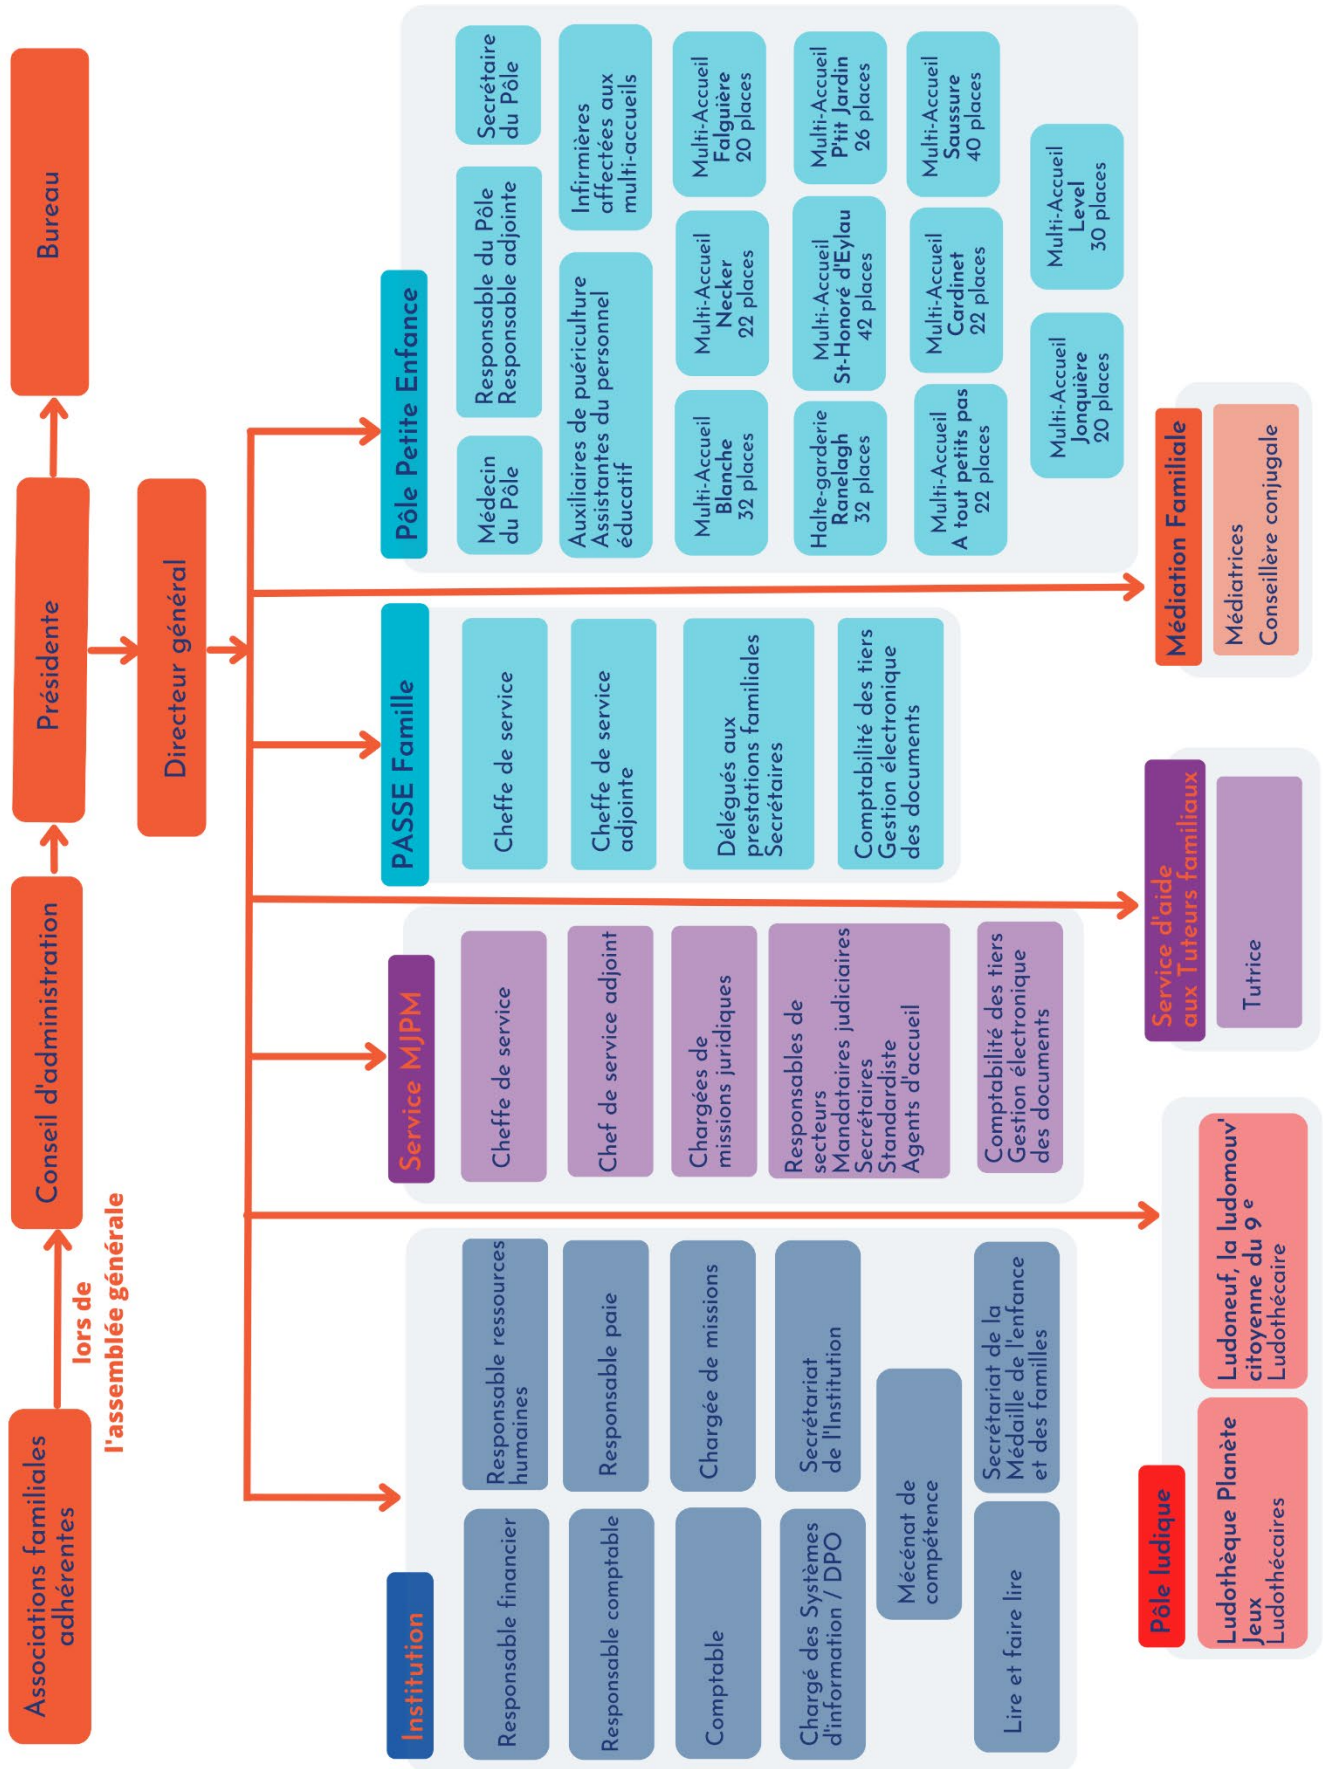 Associations familiales
adhérentes
lors de
l'assemblée générale
Conseil d'administration
Présidente
Bureau
Directeur général
Institution
Responsable financier
Responsable ressources
humaines
Responsable comptable
Responsable paie
Comptable
Chargée de missions
Chargé des Systèmes
d'information / DPO
Secrétariat
de l'Institution
Mécénat de
compétence
Lire et faire lire
Secrétariat de la
Médaille de l'enfance
et des familles
Service MJPM
Cheffe de service
Chef de service adjoint
Chargées de
missions juridiques
Responsables de
secteurs
Mandataires judiciaires
Secrétaires
Standardiste
Agents d'accueil
Comptabilité des tiers
Gestion électronique
des documents
PASSE Famille
Cheffe de service
Cheffe de service
adjointe
Délégués aux
prestations familiales
Secrétaires
Comptabilité des tiers
Gestion électronique
des documents
Pôle Petite Enfance
Médecin
du Pôle
Responsable du Pôle
Responsable adjointe
Secrétaire
du Pôle
Auxiliaires de puériculture
Assistantes du personnel
éducatif
Infirmières
affectées aux
multi-accueils
Multi-Accueil
Blanche
32 places
Multi-Accueil
Necker
22 places
Multi-Accueil
Falguière
20 places
Halte-garderie
Ranelagh
32 places
Multi-Accueil
St-Honoré d'Eylau
42 places
Multi-Accueil
P'tit Jardin
26 places
Multi-Accueil
A tout petits pas
22 places
Multi-Accueil
Cardinet
22 places
Multi-Accueil
Saussure
40 places
Multi-Accueil
Jonquière
20 places
Multi-Accueil
Level
30 places
Pôle ludique
Ludothèque Planète
Jeux
Ludothécaires
Ludoneuf, la ludomouv'
citoyenne du 9 e
Ludothécaire
Service d'aide
aux Tuteurs familiaux
Tutrice
Médiation Familiale
Médiatrices
Conseillère conjugale